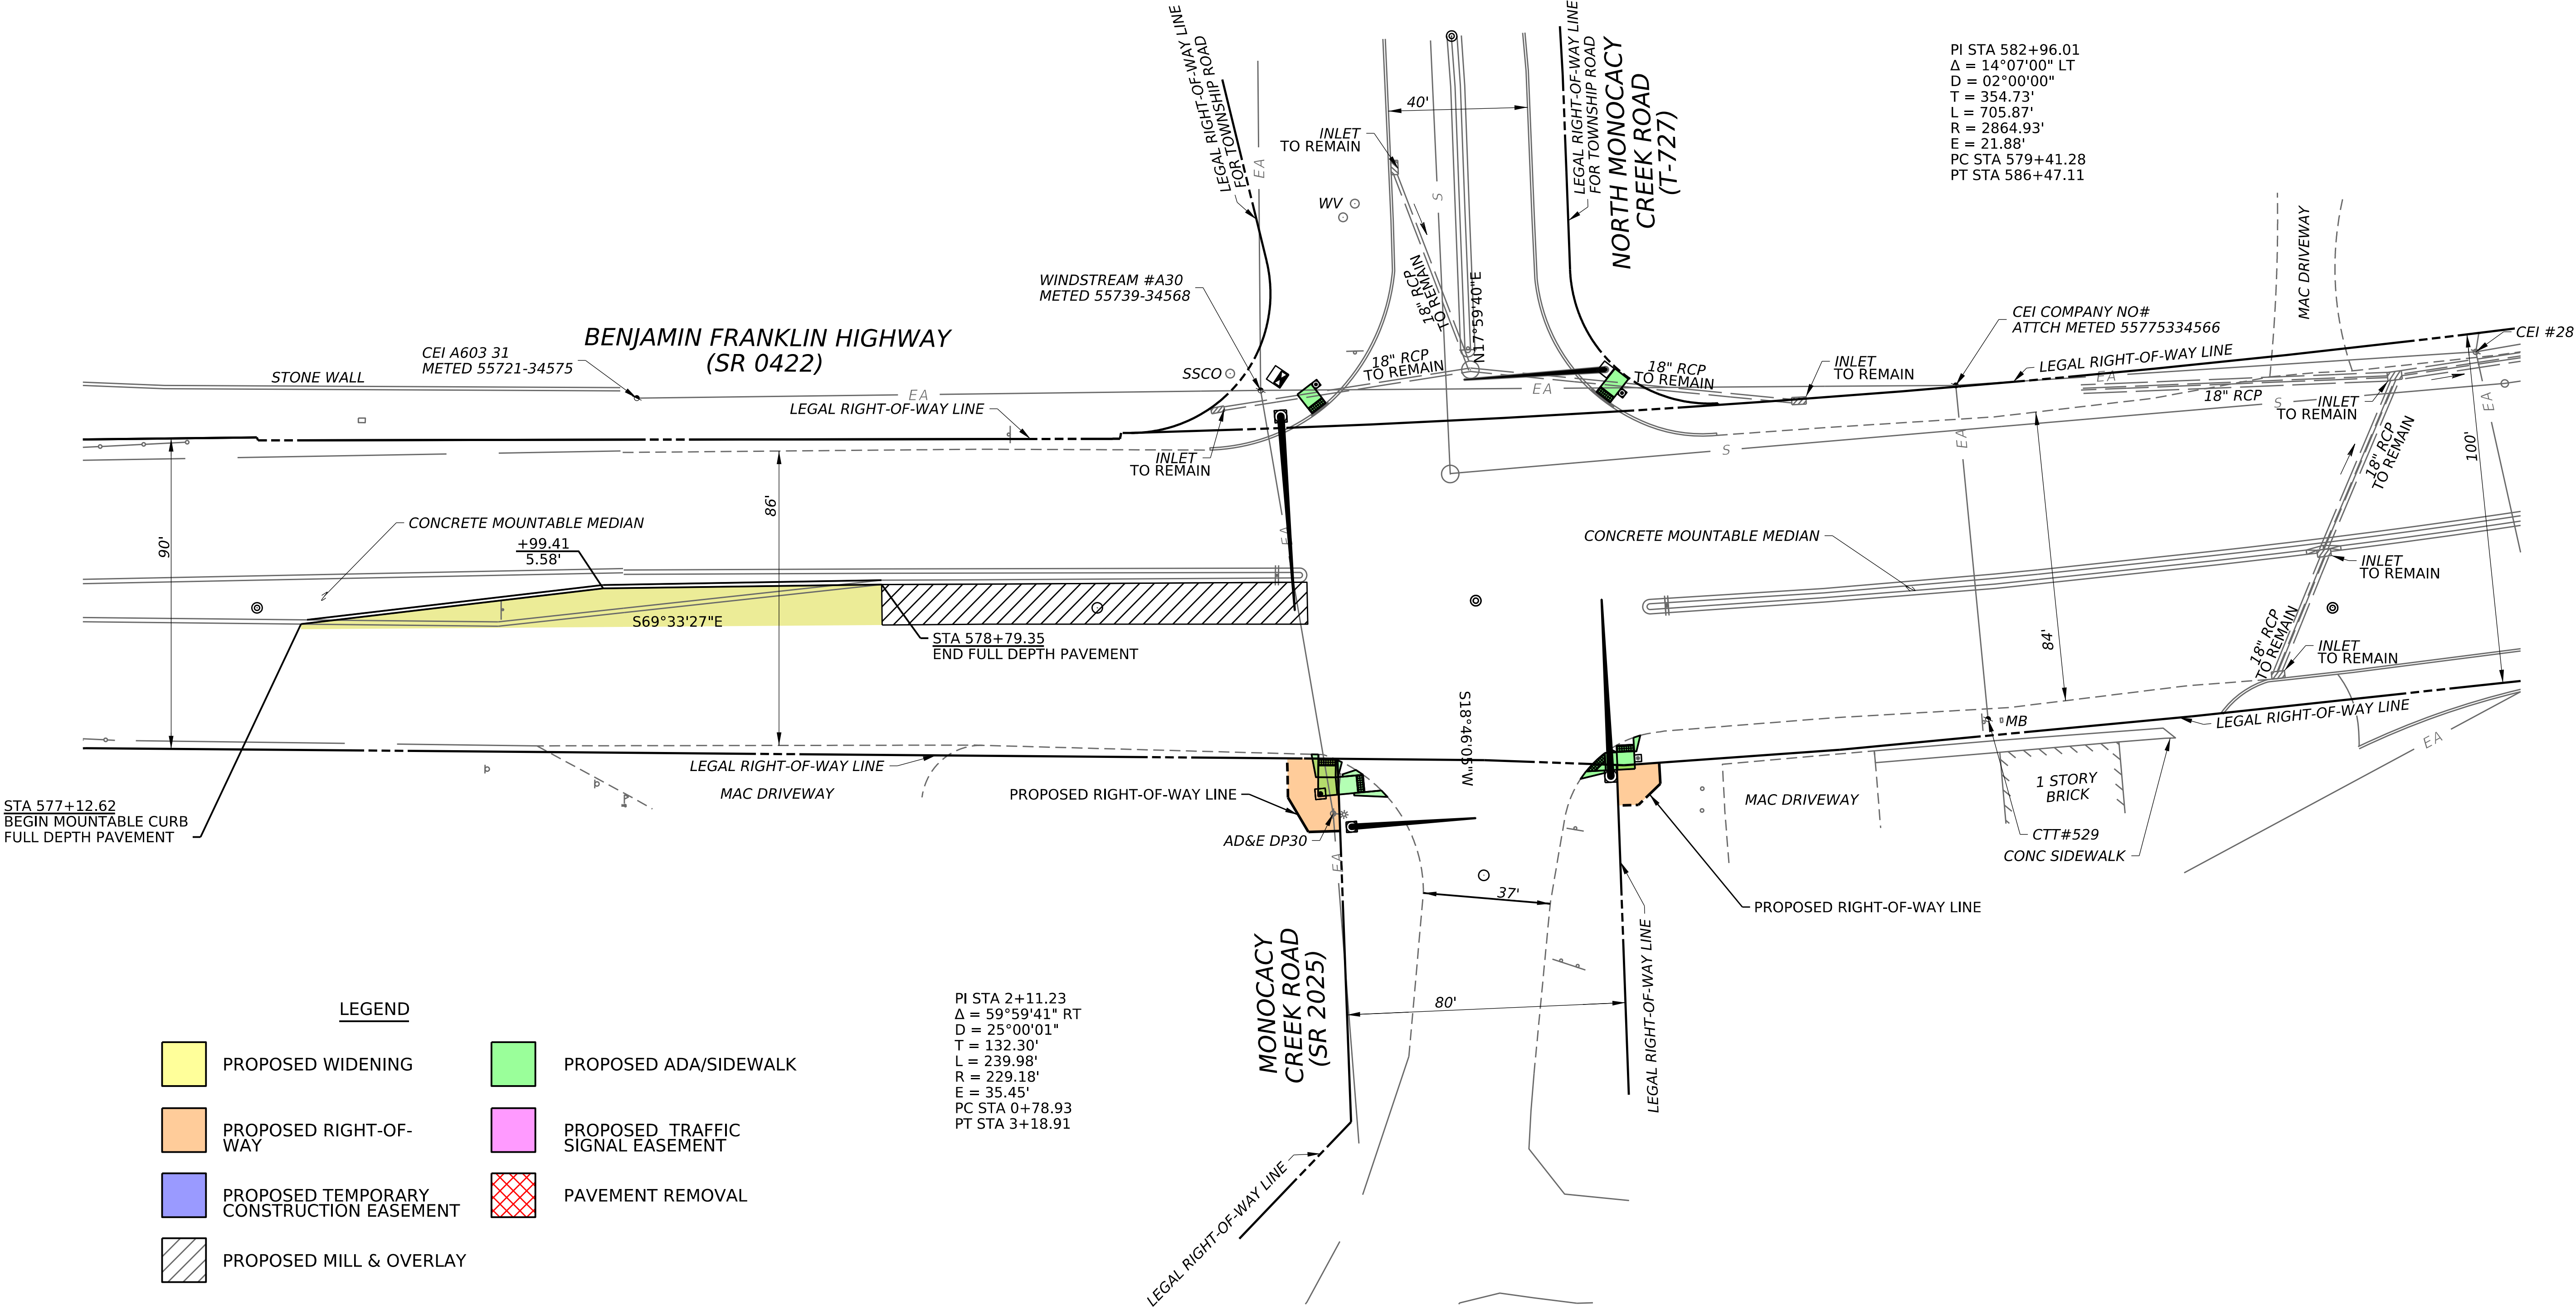 LEGAL RIGHT-OF-WAY LINE
FOR TOWNSHIP ROAD
LEGAL RIGHT-OF-WAY LINE
FOR TOWNSHIP ROAD
NORTH MONOCACY
CREEK ROAD
(T-727)
40'
INLET
TO REMAIN
EA
S
WV
18" RCP
TO REMAIN
N17°59'40"E
PI STA 582+96.01
Δ = 14°07'00" LT
D = 02°00'00"
T = 354.73'
L = 705.87'
R = 2864.93'
E = 21.88'
PC STA 579+41.28
PT STA 586+47.11
MAC DRIVEWAY
WINDSTREAM #A30
METED 55739-34568
BENJAMIN FRANKLIN HIGHWAY
(SR 0422)
CEI A603 31
METED 55721-34575
STONE WALL
EA
LEGAL RIGHT-OF-WAY LINE
SSCO
18" RCP
TO REMAIN
EA
18" RCP
TO REMAIN
INLET
TO REMAIN
CEI COMPANY NO#
ATTCH METED 55775334566
LEGAL RIGHT-OF-WAY LINE
CEI #28
EA
18" RCP
S
INLET
TO REMAIN
EA
INLET
TO REMAIN
S
EA
18" RCP
TO REMAIN
100'
90'
86'
CONCRETE MOUNTABLE MEDIAN
+99.41
5.58'
EA
CONCRETE MOUNTABLE MEDIAN
INLET
TO REMAIN
S69°33'27"E
STA 578+79.35
END FULL DEPTH PAVEMENT
84'
18" RCP
TO REMAIN
INLET
TO REMAIN
S18°46'05"W
MB
LEGAL RIGHT-OF-WAY LINE
EA
LEGAL RIGHT-OF-WAY LINE
MAC DRIVEWAY
PROPOSED RIGHT-OF-WAY LINE
MAC DRIVEWAY
1 STORY
BRICK
STA 577+12.62
BEGIN MOUNTABLE CURB
FULL DEPTH PAVEMENT
AD&E DP30
EA
CTT#529
CONC SIDEWALK
37'
PROPOSED RIGHT-OF-WAY LINE
MONOCACY
CREEK ROAD
(SR 2025)
80'
LEGAL RIGHT-OF-WAY LINE
PI STA 2+11.23
Δ = 59°59'41" RT
D = 25°00'01"
T = 132.30'
L = 239.98'
R = 229.18'
E = 35.45'
PC STA 0+78.93
PT STA 3+18.91
LEGAL RIGHT-OF-WAY LINE
LEGEND
PROPOSED WIDENING
PROPOSED ADA/SIDEWALK
PROPOSED RIGHT-OF-
WAY
PROPOSED TRAFFIC
SIGNAL EASEMENT
PROPOSED TEMPORARY
CONSTRUCTION EASEMENT
PAVEMENT REMOVAL
PROPOSED MILL & OVERLAY